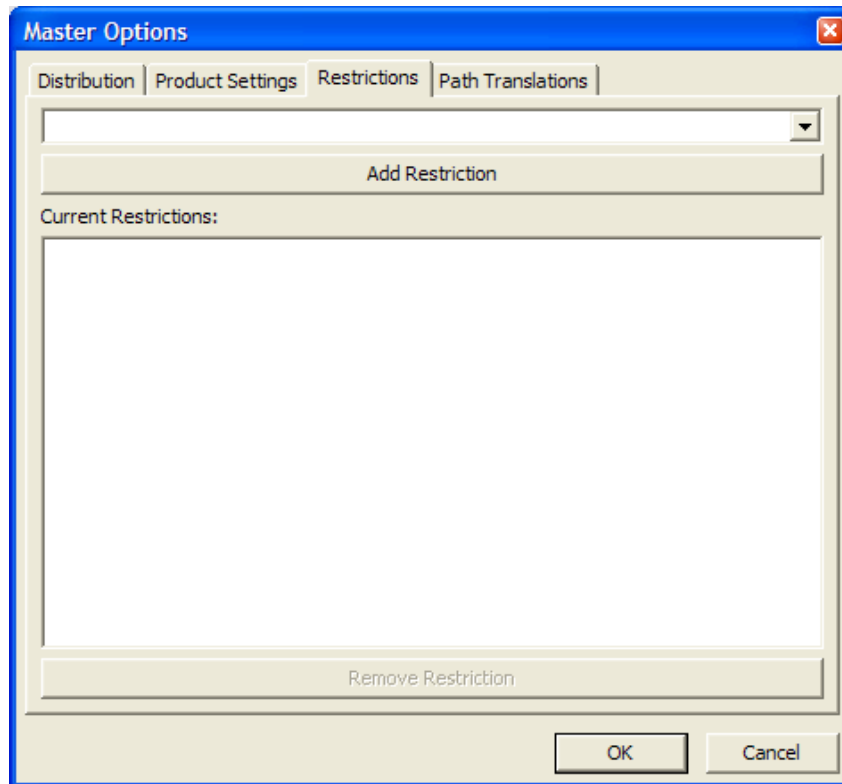 Master Options
Distribution Product Settings Restrictions Path Translations
Add Restriction
Current Restrictions:
Remove Restriction
OK Cancel